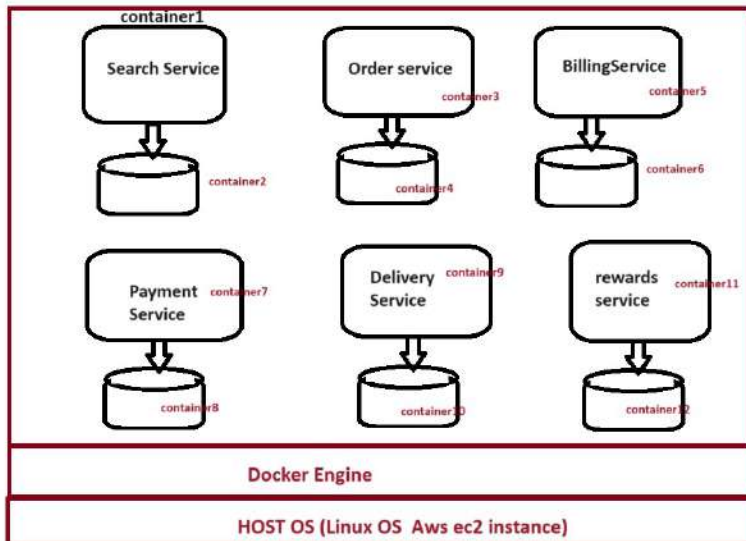 container1
Search Service
container2
Order service
container3
container4
BillingService
container5
container6
Payment
Service
container7
container8
Delivery
Service
container9
container10
rewards
service
container11
container12
Docker Engine
HOST OS (Linux OS Aws ec2 instance)